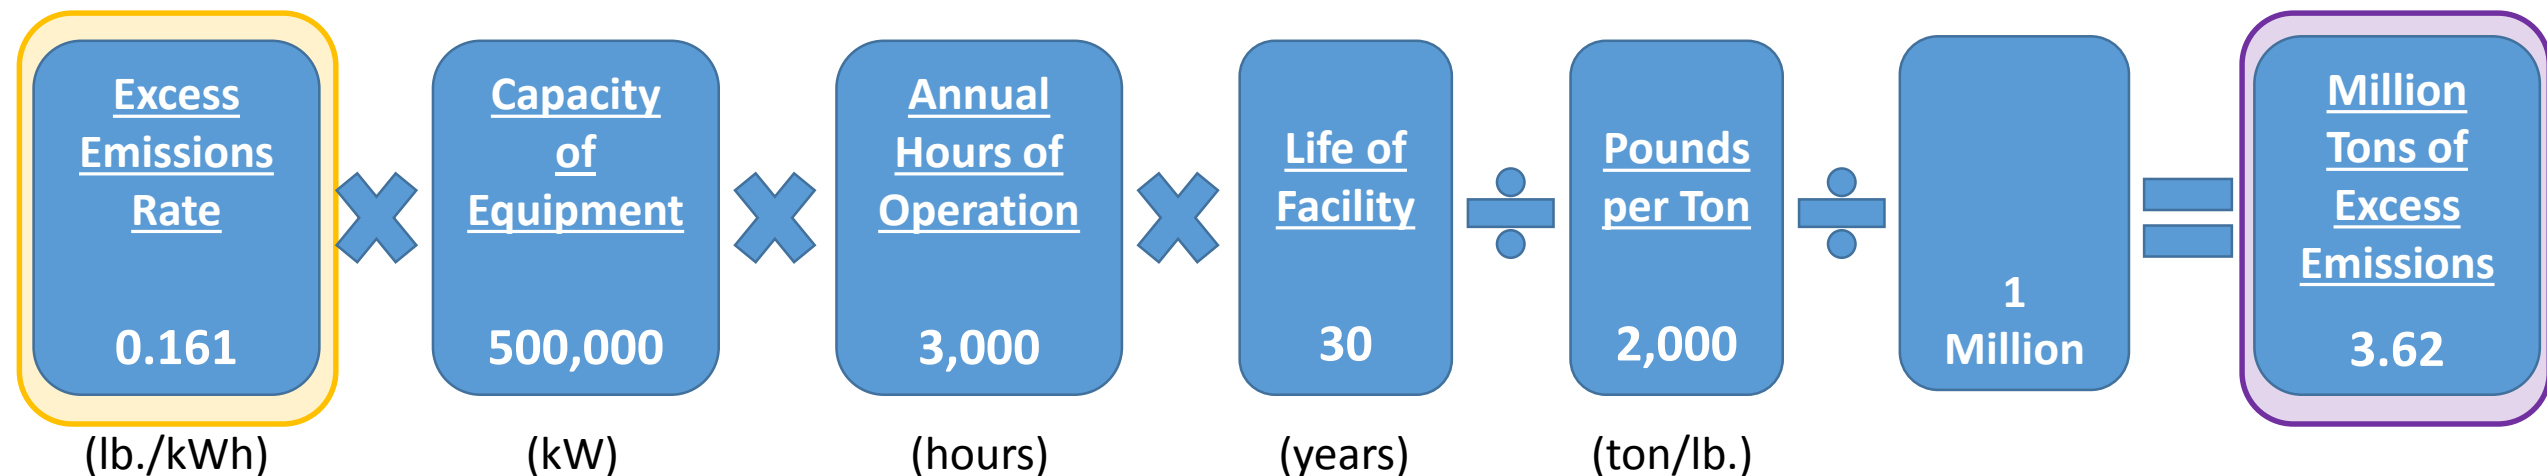 Excess
Emissions
Rate
0.161
(lb./kWh)
Capacity
of
Equipment
500,000
(kW)
Annual
Hours of
Operation
3,000
(hours)
Life of
Facility
30
(years)
Pounds
per Ton
2,000
(ton/lb.)
1
Million
Million
Tons of
Excess
Emissions
3.62